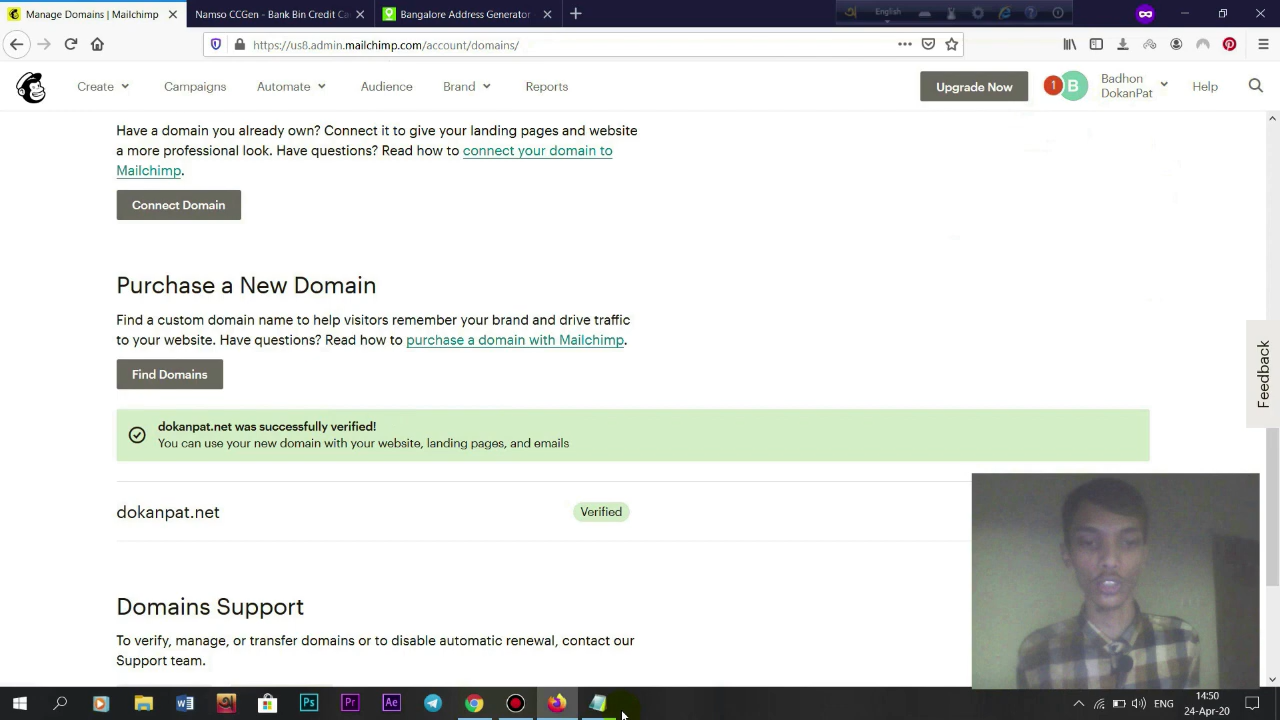 Manage Domains | Mailchimp
Namso CCGen - Bank Bin Credit Ca
Bangalore Address Generator
English
https://us8.admin.mailchimp.com/account/domains/
Create
Campaigns
Automate
Audience
Brand
Reports
Upgrade Now
1
B
Badhon
DokanPat
Help
Have a domain you already own? Connect it to give your landing pages and website
a more professional look. Have questions? Read how to connect your domain to
Mailchimp.
Connect Domain
Purchase a New Domain
Find a custom domain name to help visitors remember your brand and drive traffic
to your website. Have questions? Read how to purchase a domain with Mailchimp.
Find Domains
dokanpat.net was successfully verified!
You can use your new domain with your website, landing pages, and emails
dokanpat.net
Verified
Domains Support
To verify, manage, or transfer domains or to disable automatic renewal, contact our
Support team.
Feedback
Ps
Pr
Ae
ENG
14:50
24-Apr-20